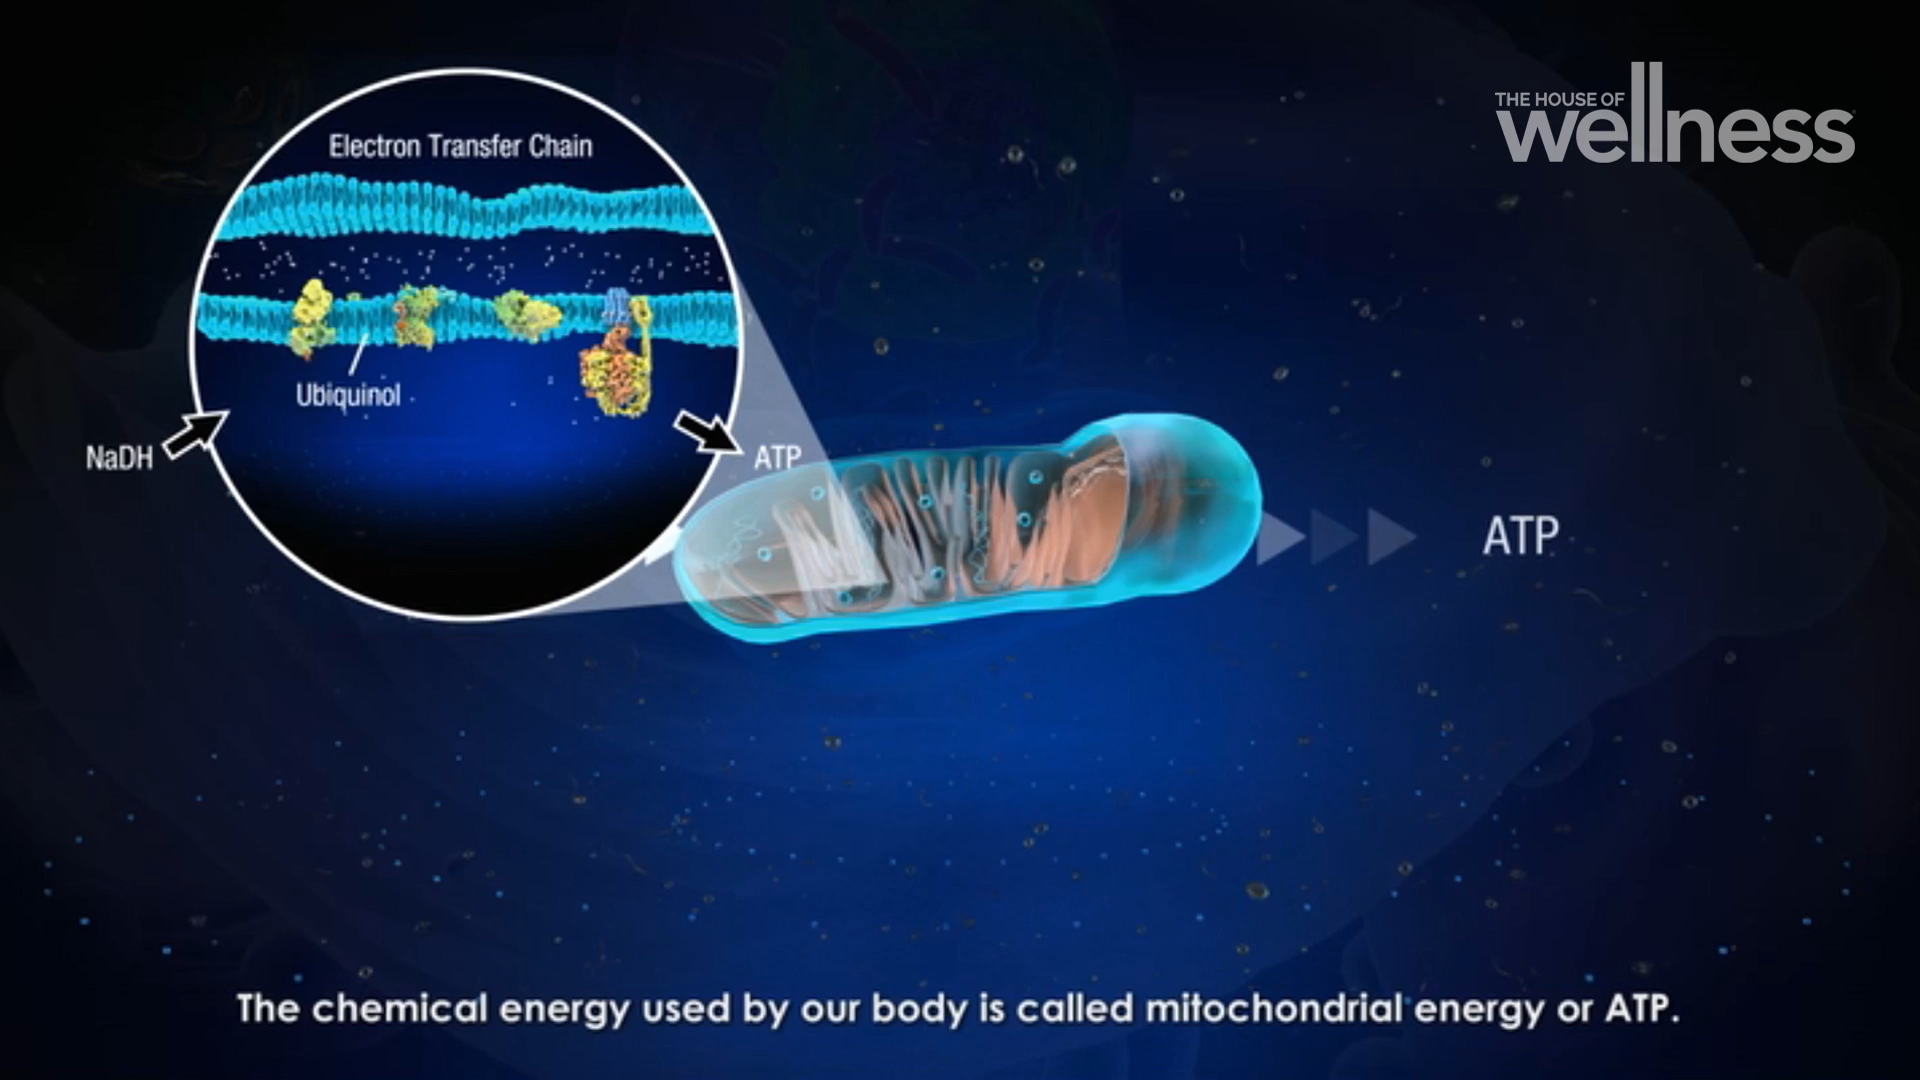 THE HOUSE OF
wellness
Electron Transfer Chain
Ubiquinol
NaDH
ATP
ATP
The chemical energy used by our body is called mitochondrial energy or ATP.